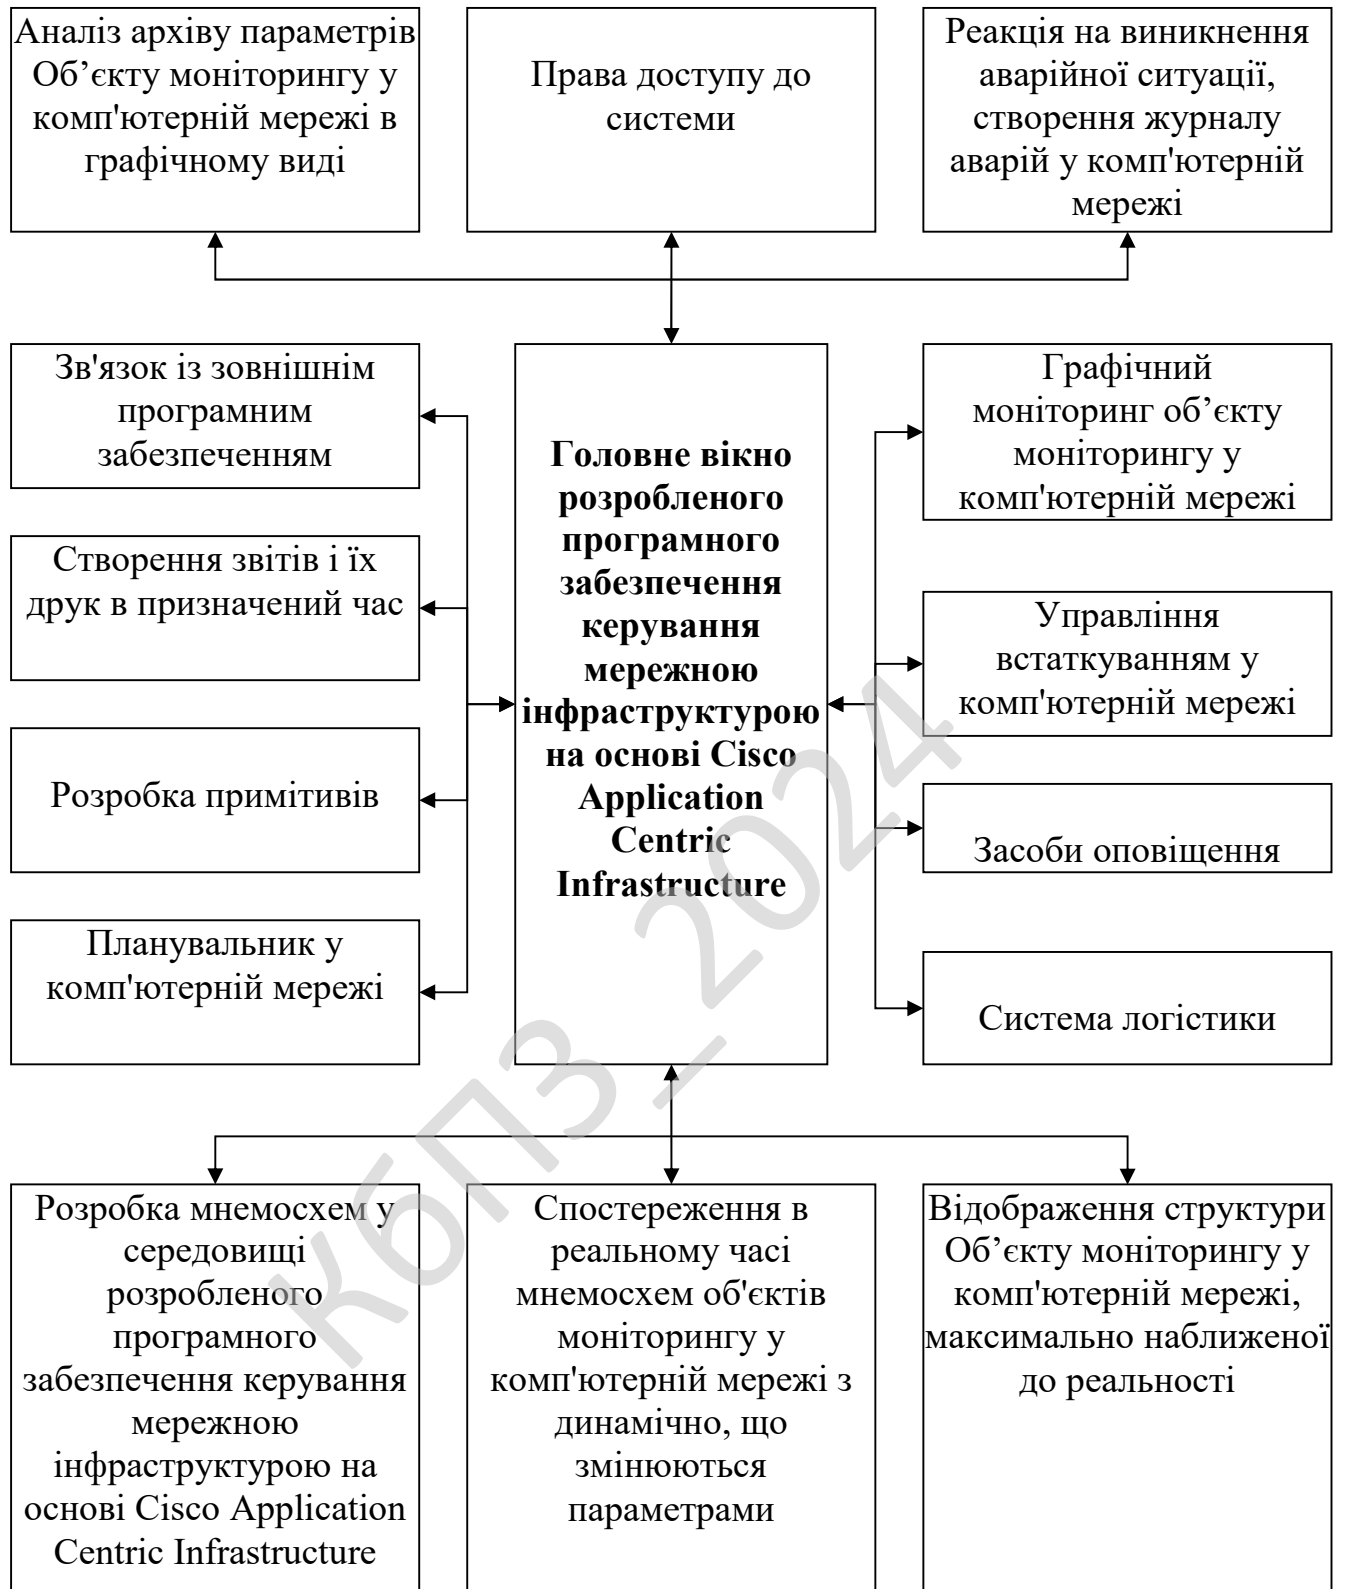 Аналіз архіву параметрів
Об’єкту моніторингу у
комп'ютерній мережі в
графічному виді
Права доступу до
системи
Реакція на виникнення
аварійної ситуації,
створення журналу
аварій у комп'ютерній
мережі
Зв'язок із зовнішнім
програмним
забезпеченням
Створення звітів і їх
друк в призначений час
Розробка примітивів
Планувальник у
комп'ютерній мережі
Головне вікно
розробленого
програмного
забезпечення
керування
мережною
інфраструктурою
на основі Cisco
Application
Centric
Infrastructure
Графічний
моніторинг об’єкту
моніторингу у
комп'ютерній мережі
Управління
встаткуванням у
комп'ютерній мережі
Засоби оповіщення
Система логістики
Розробка мнемосхем у
середовищі
розробленого
програмного
забезпечення керування
мережною
інфраструктурою на
основі Cisco Application
Centric Infrastructure
Спостереження в
реальному часі
мнемосхем об'єктів
моніторингу у
комп'ютерній мережі з
динамічно, що
змінюються
параметрами
Відображення структури
Об’єкту моніторингу у
комп'ютерній мережі,
максимально наближеної
до реальності
КбПЗ_2024